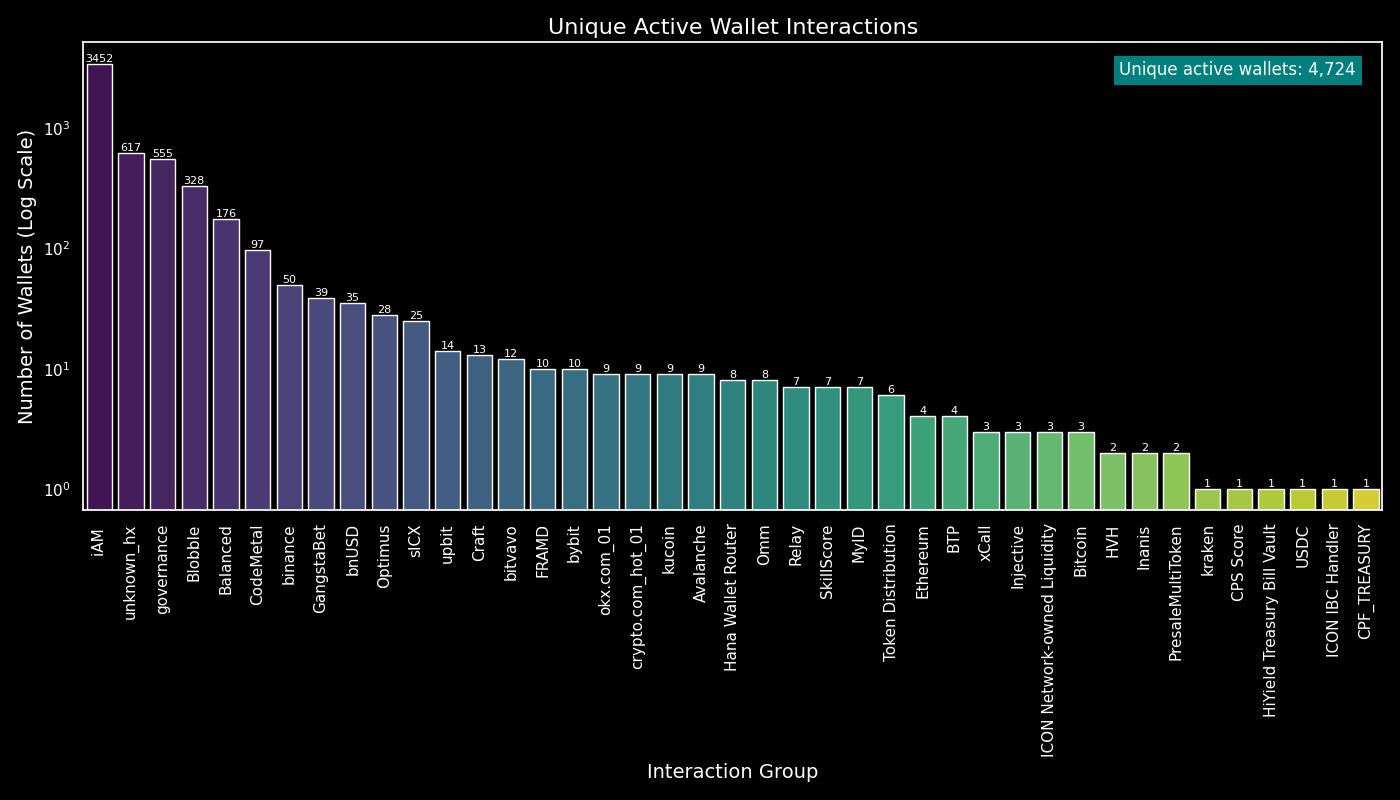 Unique Active Wallet Interactions
Unique active wallets: 4,724
Number of Wallets (Log Scale)
10³
10²
10¹
10⁰
3452
617
555
328
176
97
50
39
35
28
25
14
13
12
10
10
9
9
9
9
8
8
7
7
7
6
4
4
3
3
3
3
2
2
2
1
1
1
1
1
1
iAM
unknown_hx
governance
Blobble
Balanced
CodeMetal
binance
GangstaBet
bnUSD
Optimus
sICX
upbit
Craft
bitvavo
FRAMD
bybit
okx.com_01
crypto.com_hot_01
kucoin
Avalanche
Hana Wallet Router
Omm
Relay
SkillScore
MyID
Token Distribution
Ethereum
BTP
xCall
Injective
ICON Network-owned Liquidity
Bitcoin
HVH
Inanis
PresaleMultiToken
kraken
CPS Score
HiYield Treasury Bill Vault
USDC
ICON IBC Handler
CPF_TREASURY
Interaction Group